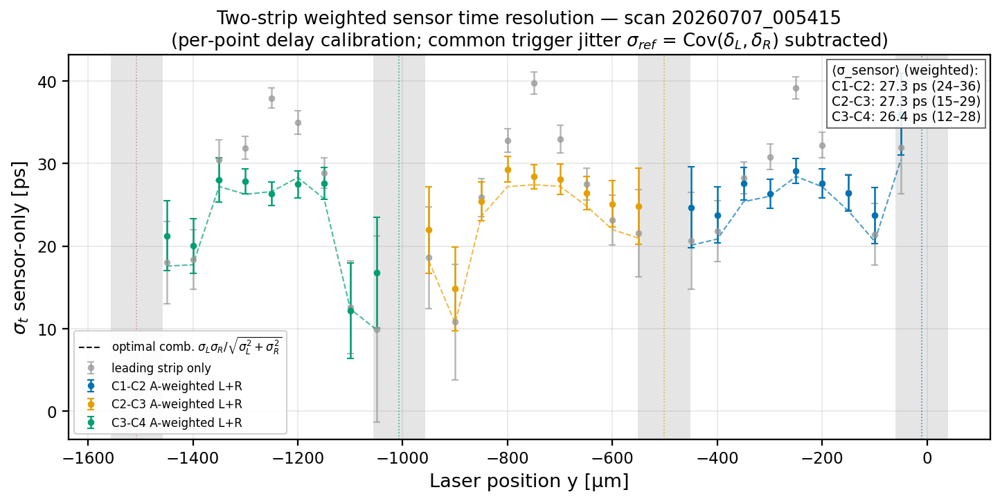 Two-strip weighted sensor time resolution — scan 20260707_005415
(per-point delay calibration; common trigger jitter σ_ref = Cov(δ_L, δ_R) subtracted)
⟨σ_sensor⟩ (weighted):
C1-C2: 27.3 ps (24–36)
C2-C3: 27.3 ps (15–29)
C3-C4: 26.4 ps (12–28)
σ_t sensor-only [ps]
40
30
20
10
0
optimal comb. σ_Lσ_R/√(σ_L^2 + σ_R^2)
leading strip only
C1-C2 A-weighted L+R
C2-C3 A-weighted L+R
C3-C4 A-weighted L+R
−1600 −1400 −1200 −1000 −800 −600 −400 −200 0
Laser position y [μm]